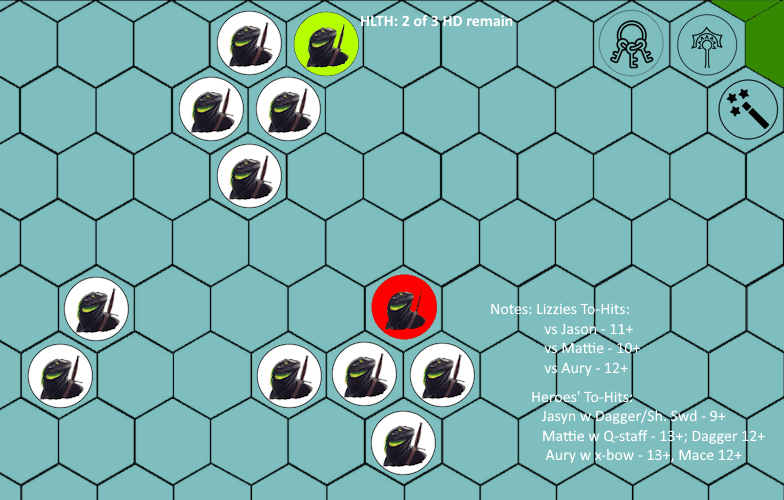 HLTH: 2 of 3 HD remain
Notes: Lizzies To-Hits:
vs Jason - 11+
vs Mattie - 10+
vs Aury - 12+
Heroes' To-Hits:
Jasyn w Dagger/Sh. Swd - 9+
Mattie w Q-staff - 13+; Dagger 12+
Aury w x-bow - 13+, Mace 12+